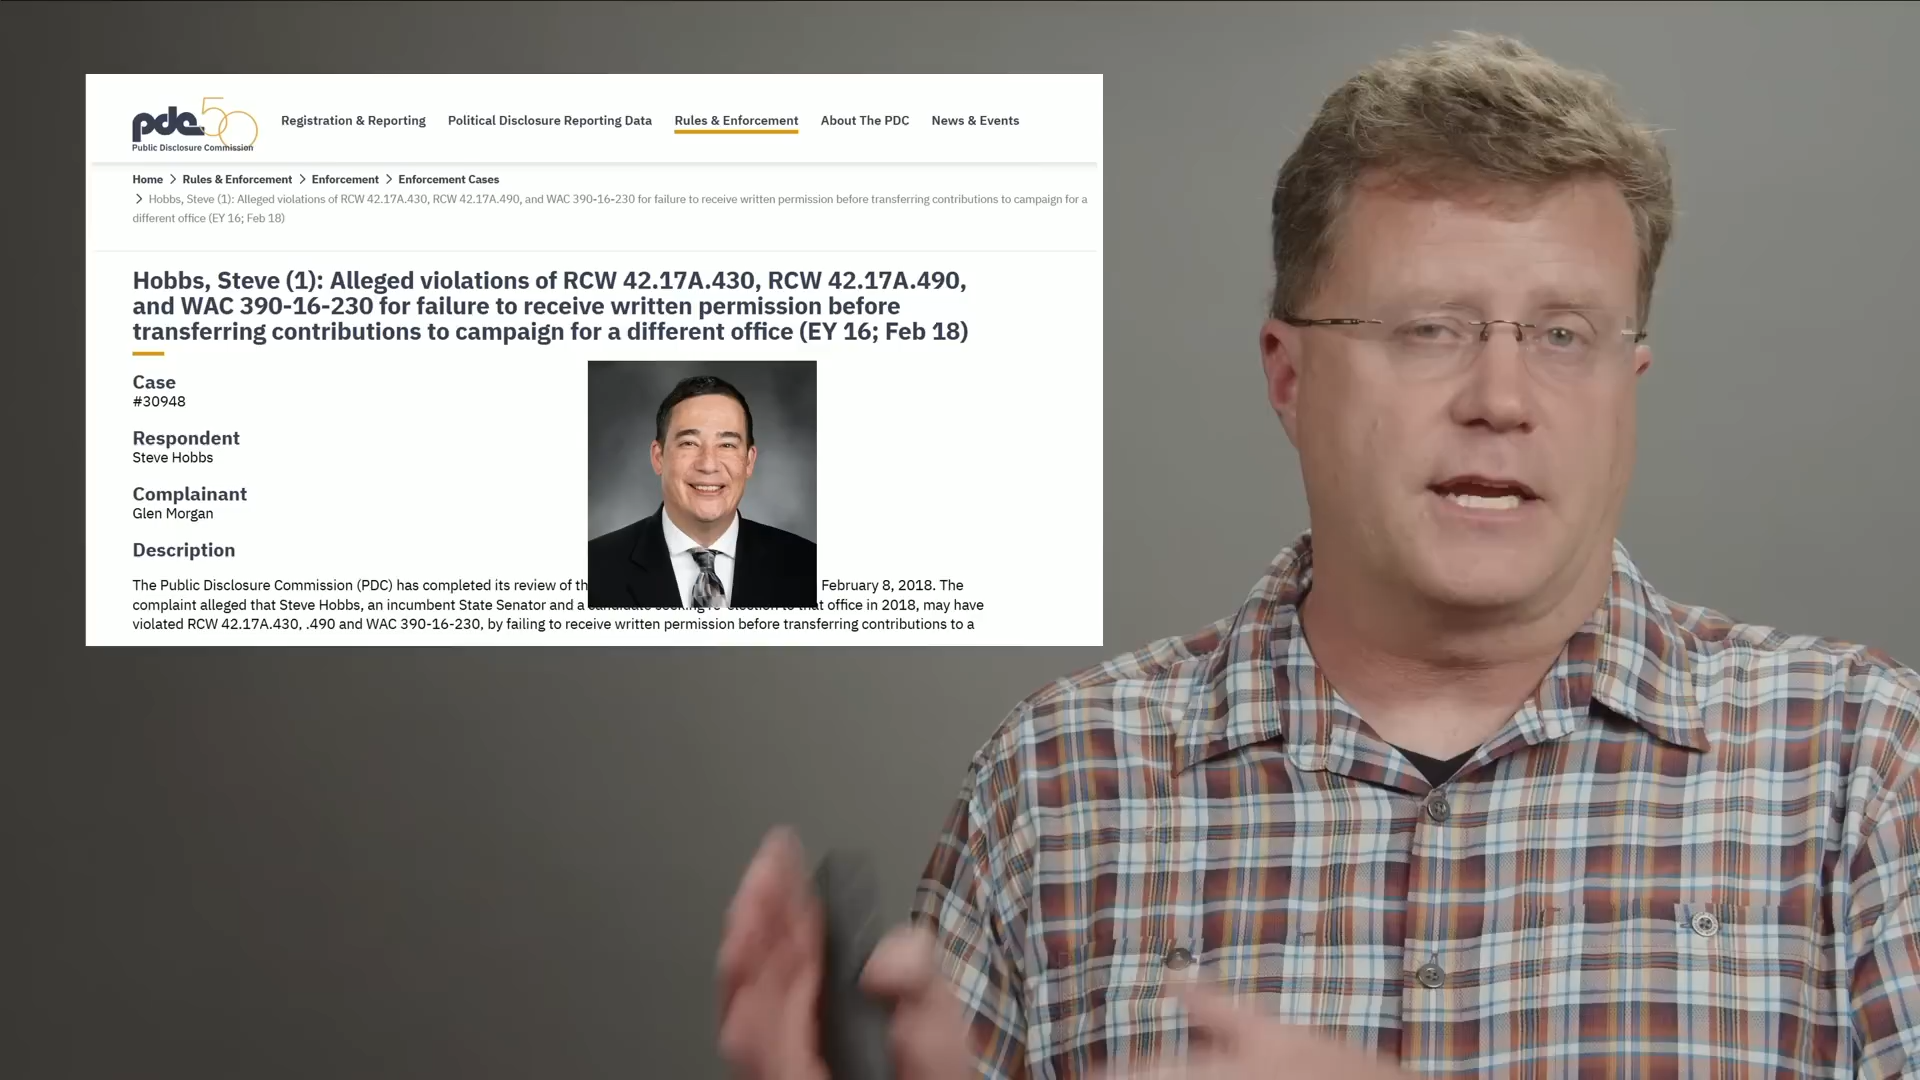 pdc 50
Public Disclosure Commission
Registration & Reporting Political Disclosure Reporting Data Rules & Enforcement About The PDC News & Events
Home > Rules & Enforcement > Enforcement > Enforcement Cases
> Hobbs, Steve (1): Alleged violations of RCW 42.17A.430, RCW 42.17A.490, and WAC 390-16-230 for failure to receive written permission before transferring contributions to campaign for a
different office (EY 16; Feb 18)
Hobbs, Steve (1): Alleged violations of RCW 42.17A.430, RCW 42.17A.490,
and WAC 390-16-230 for failure to receive written permission before
transferring contributions to campaign for a different office (EY 16; Feb 18)
Case
#30948
Respondent
Steve Hobbs
Complainant
Glen Morgan
Description
The Public Disclosure Commission (PDC) has completed its review of February 8, 2018. The
complaint alleged that Steve Hobbs, an incumbent State Senator and a office in 2018, may have
violated RCW 42.17A.430, .490 and WAC 390-16-230, by failing to receive written permission before transferring contributions to a